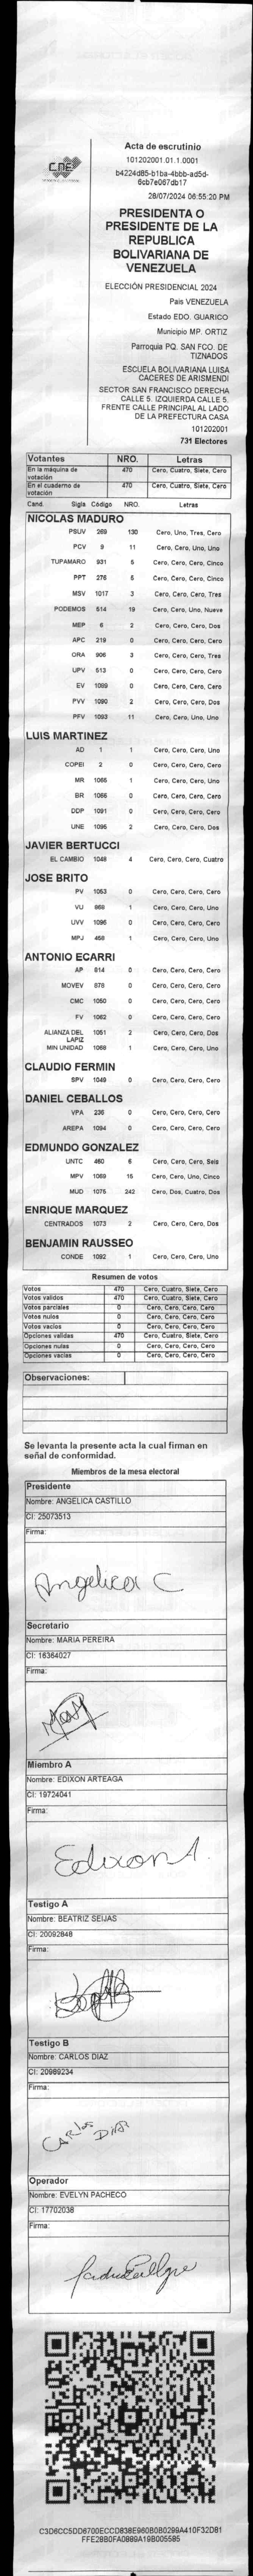 CNE
Acta de escrutinio
101202001.01.1.0001
b4224d85-b1ba-4bbb-ad5d-
6cb7e067db17
28/07/2024 06:55:20 PM
PRESIDENTA O
PRESIDENTE DE LA
REPUBLICA
BOLIVARIANA DE
VENEZUELA
ELECCIÓN PRESIDENCIAL 2024
Pais VENEZUELA
Estado EDO. GUARICO
Municipio MP. ORTIZ
Parroquia PQ. SAN FCO. DE
TIZNADOS
ESCUELA BOLIVARIANA LUISA
CACERES DE ARISMENDI
SECTOR SAN FRANCISCO DERECHA
CALLE 5. IZQUIERDA CALLE 5.
FRENTE CALLE PRINCIPAL AL LADO
DE LA PREFECTURA CASA
101202001
731 Electores
Votantes NRO. Letras
En la máquina de votación 470 Cero, Cuatro, Siete, Cero
En el cuaderno de votación 470 Cero, Cuatro, Siete, Cero
Cand. Sigla Código NRO. Letras
NICOLAS MADURO
PSUV 269 130 Cero, Uno, Tres, Cero
PCV 9 11 Cero, Cero, Uno, Uno
TUPAMARO 931 5 Cero, Cero, Cero, Cinco
PPT 276 5 Cero, Cero, Cero, Cinco
MSV 1017 3 Cero, Cero, Cero, Tres
PODEMOS 514 19 Cero, Cero, Uno, Nueve
MEP 6 2 Cero, Cero, Cero, Dos
APC 219 0 Cero, Cero, Cero, Cero
ORA 906 3 Cero, Cero, Cero, Tres
UPV 513 0 Cero, Cero, Cero, Cero
EV 1089 0 Cero, Cero, Cero, Cero
PVV 1090 2 Cero, Cero, Cero, Dos
PFV 1093 11 Cero, Cero, Uno, Uno
LUIS MARTINEZ
AD 1 1 Cero, Cero, Cero, Uno
COPEI 2 0 Cero, Cero, Cero, Cero
MR 1065 1 Cero, Cero, Cero, Uno
BR 1066 0 Cero, Cero, Cero, Cero
DDP 1091 0 Cero, Cero, Cero, Cero
UNE 1095 2 Cero, Cero, Cero, Dos
JAVIER BERTUCCI
EL CAMBIO 1048 4 Cero, Cero, Cero, Cuatro
JOSE BRITO
PV 1053 0 Cero, Cero, Cero, Cero
VU 868 1 Cero, Cero, Cero, Uno
UVV 1096 0 Cero, Cero, Cero, Cero
MPJ 458 1 Cero, Cero, Cero, Uno
ANTONIO ECARRI
AP 814 0 Cero, Cero, Cero, Cero
MOVEV 878 0 Cero, Cero, Cero, Cero
CMC 1050 0 Cero, Cero, Cero, Cero
FV 1062 0 Cero, Cero, Cero, Cero
ALIANZA DEL LAPIZ 1051 2 Cero, Cero, Cero, Dos
MIN UNIDAD 1068 1 Cero, Cero, Cero, Uno
CLAUDIO FERMIN
SPV 1049 0 Cero, Cero, Cero, Cero
DANIEL CEBALLOS
VPA 236 0 Cero, Cero, Cero, Cero
AREPA 1094 0 Cero, Cero, Cero, Cero
EDMUNDO GONZALEZ
UNTC 460 6 Cero, Cero, Cero, Seis
MPV 1069 15 Cero, Cero, Uno, Cinco
MUD 1075 242 Cero, Dos, Cuatro, Dos
ENRIQUE MARQUEZ
CENTRADOS 1073 2 Cero, Cero, Cero, Dos
BENJAMIN RAUSSEO
CONDE 1092 1 Cero, Cero, Cero, Uno
Resumen de votos
Votos 470 Cero, Cuatro, Siete, Cero
Votos validos 470 Cero, Cuatro, Siete, Cero
Votos parciales 0 Cero, Cero, Cero, Cero
Votos nulos 0 Cero, Cero, Cero, Cero
Votos vacios 0 Cero, Cero, Cero, Cero
Opciones validas 470 Cero, Cuatro, Siete, Cero
Opciones nulas 0 Cero, Cero, Cero, Cero
Opciones vacias 0 Cero, Cero, Cero, Cero
Observaciones:
Se levanta la presente acta la cual firman en
señal de conformidad.
Miembros de la mesa electoral
Presidente
Nombre: ANGELICA CASTILLO
CI: 25073513
Firma:
Angelica C
Secretario
Nombre: MARIA PEREIRA
CI: 16364027
Firma:
Miembro A
Nombre: EDIXON ARTEAGA
CI: 19724041
Firma:
Edixon A.
Testigo A
Nombre: BEATRIZ SEIJAS
CI: 20092848
Firma:
Testigo B
Nombre: CARLOS DIAZ
CI: 20989234
Firma:
CARLOS DIAZ
Operador
Nombre: EVELYN PACHECO
CI: 17702038
Firma:
C3D6CC5DD6700ECCD838E960B0B0299A410F32D81
FFE28B0FA0889A19B005585